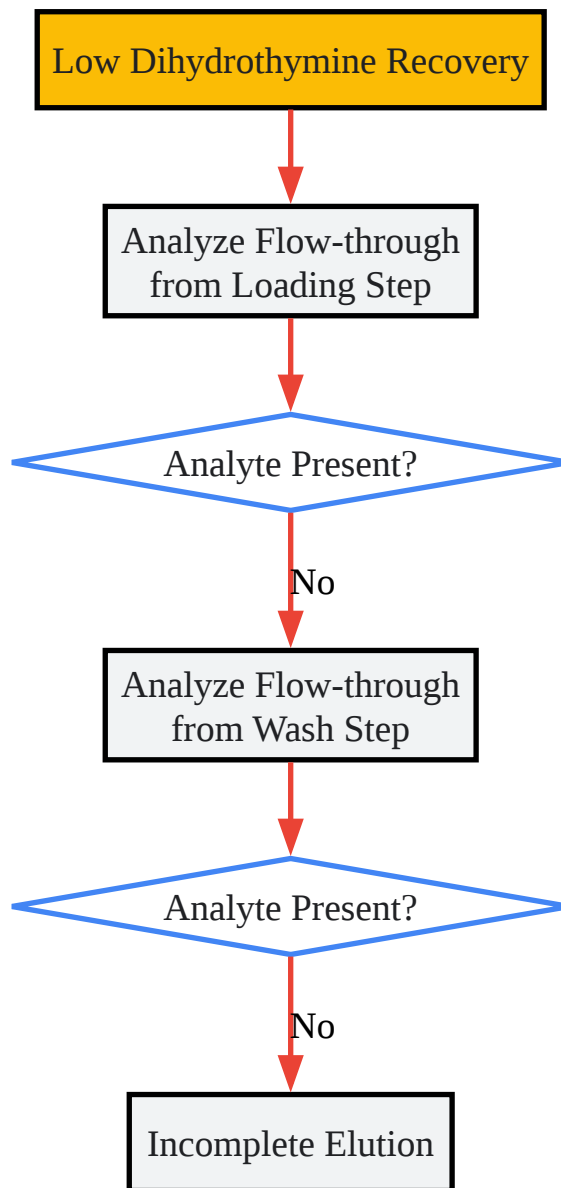 Low Dihydrothymine Recovery
Analyze Flow-through
from Loading Step
Analyte Present?
No
Analyze Flow-through
from Wash Step
Analyte Present?
No
Incomplete Elution